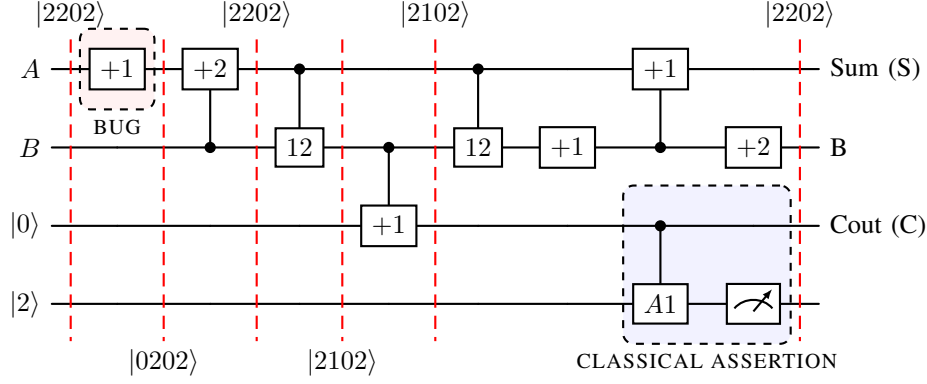 |2202⟩ |2202⟩ |2102⟩ |2202⟩
A +1 +2 +1 Sum (S)
BUG
B 12 12 +1 +2 B
|0⟩ +1 Cout (C)
|2⟩ A1
|0202⟩ |2102⟩ CLASSICAL ASSERTION